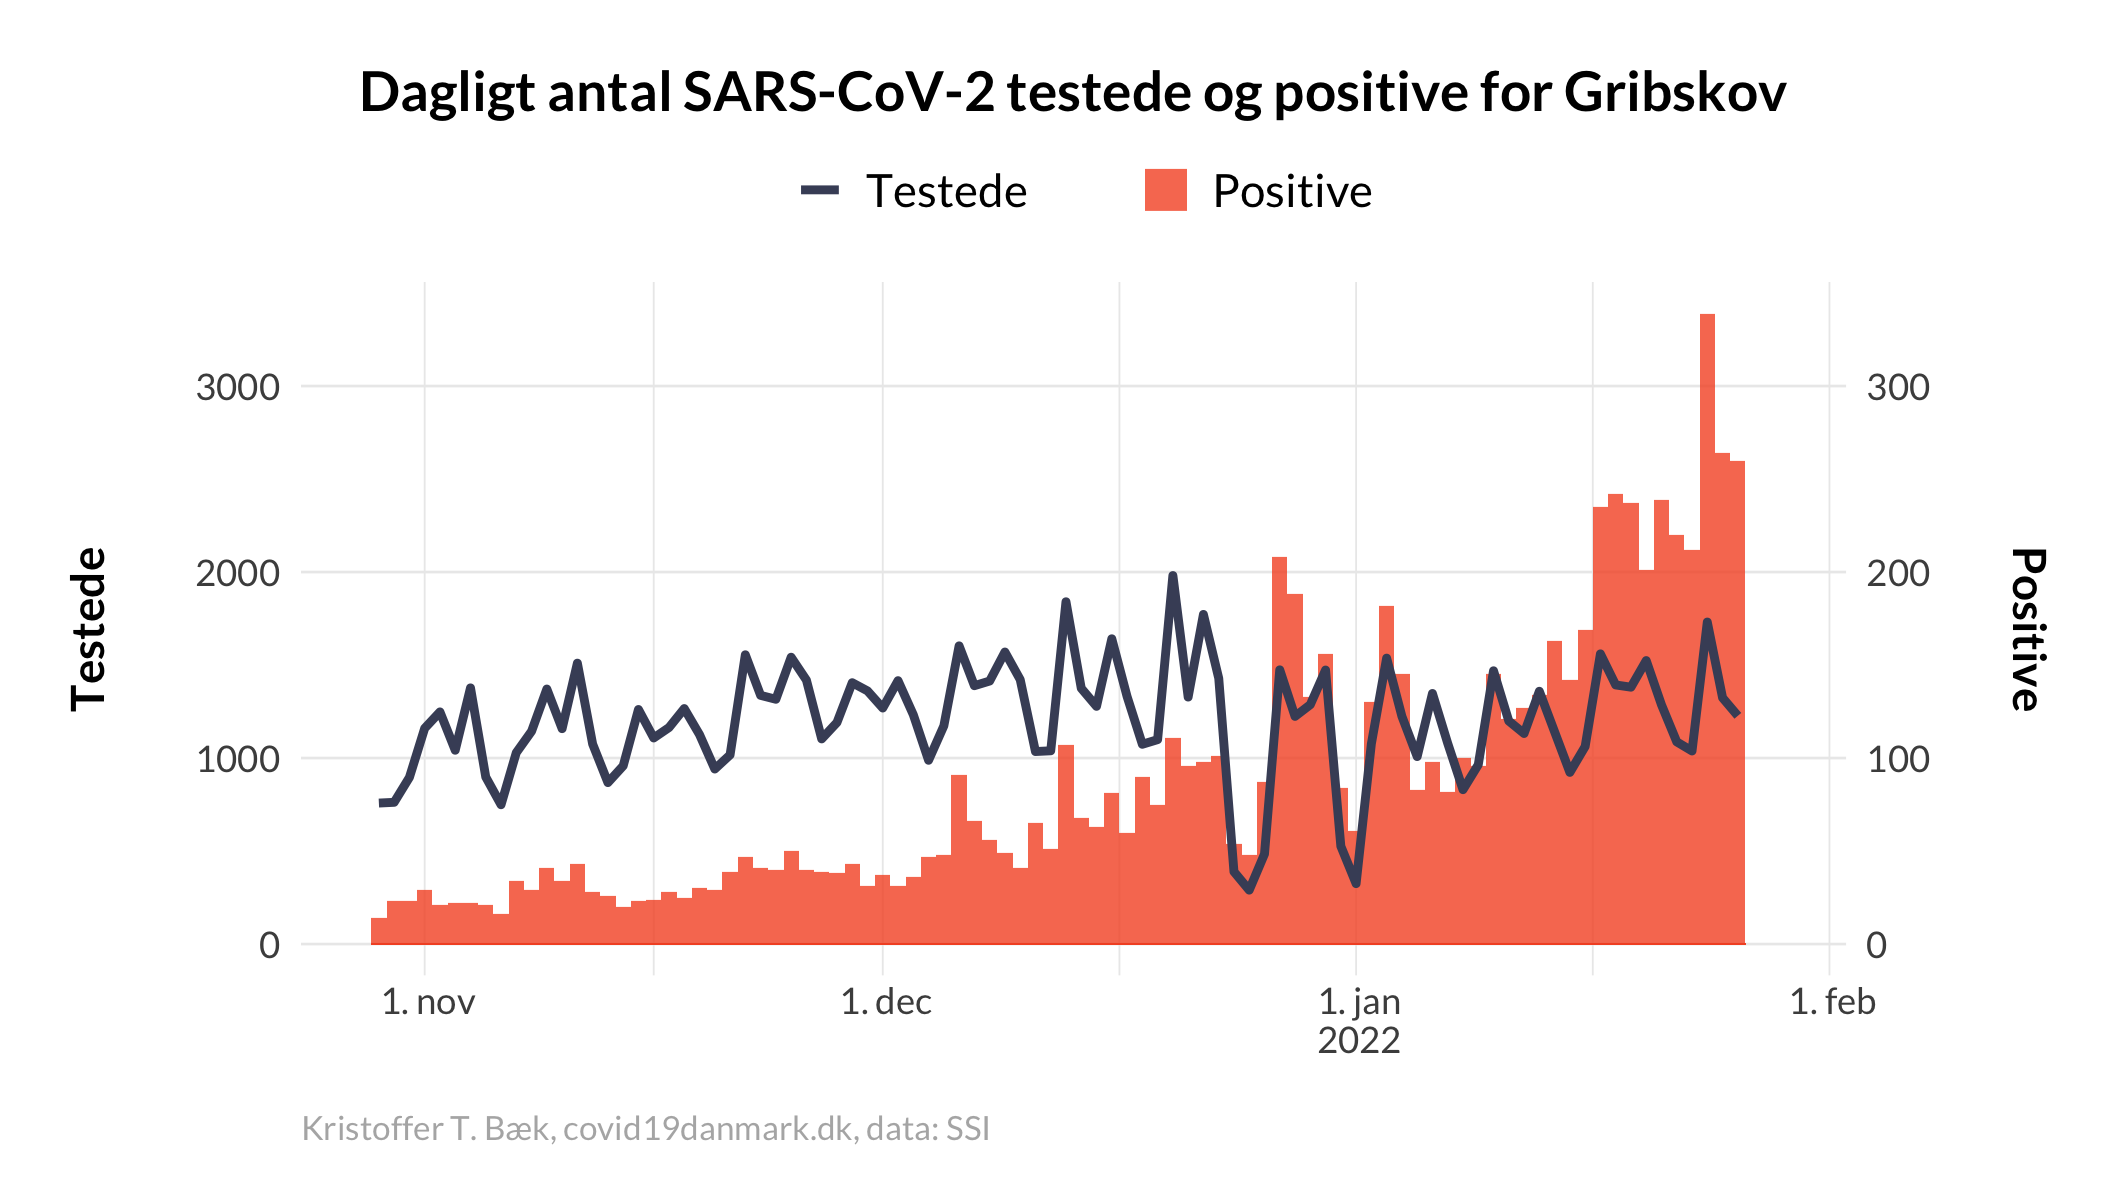 Dagligt antal SARS-CoV-2 testede og positive for Gribskov
Testede Positive
3000 300
2000 200
1000 100
0 0
Testede
Positive
1. nov 1. dec 1. jan 1. feb
2022
Kristoffer T. Bæk, covid19danmark.dk, data: SSI